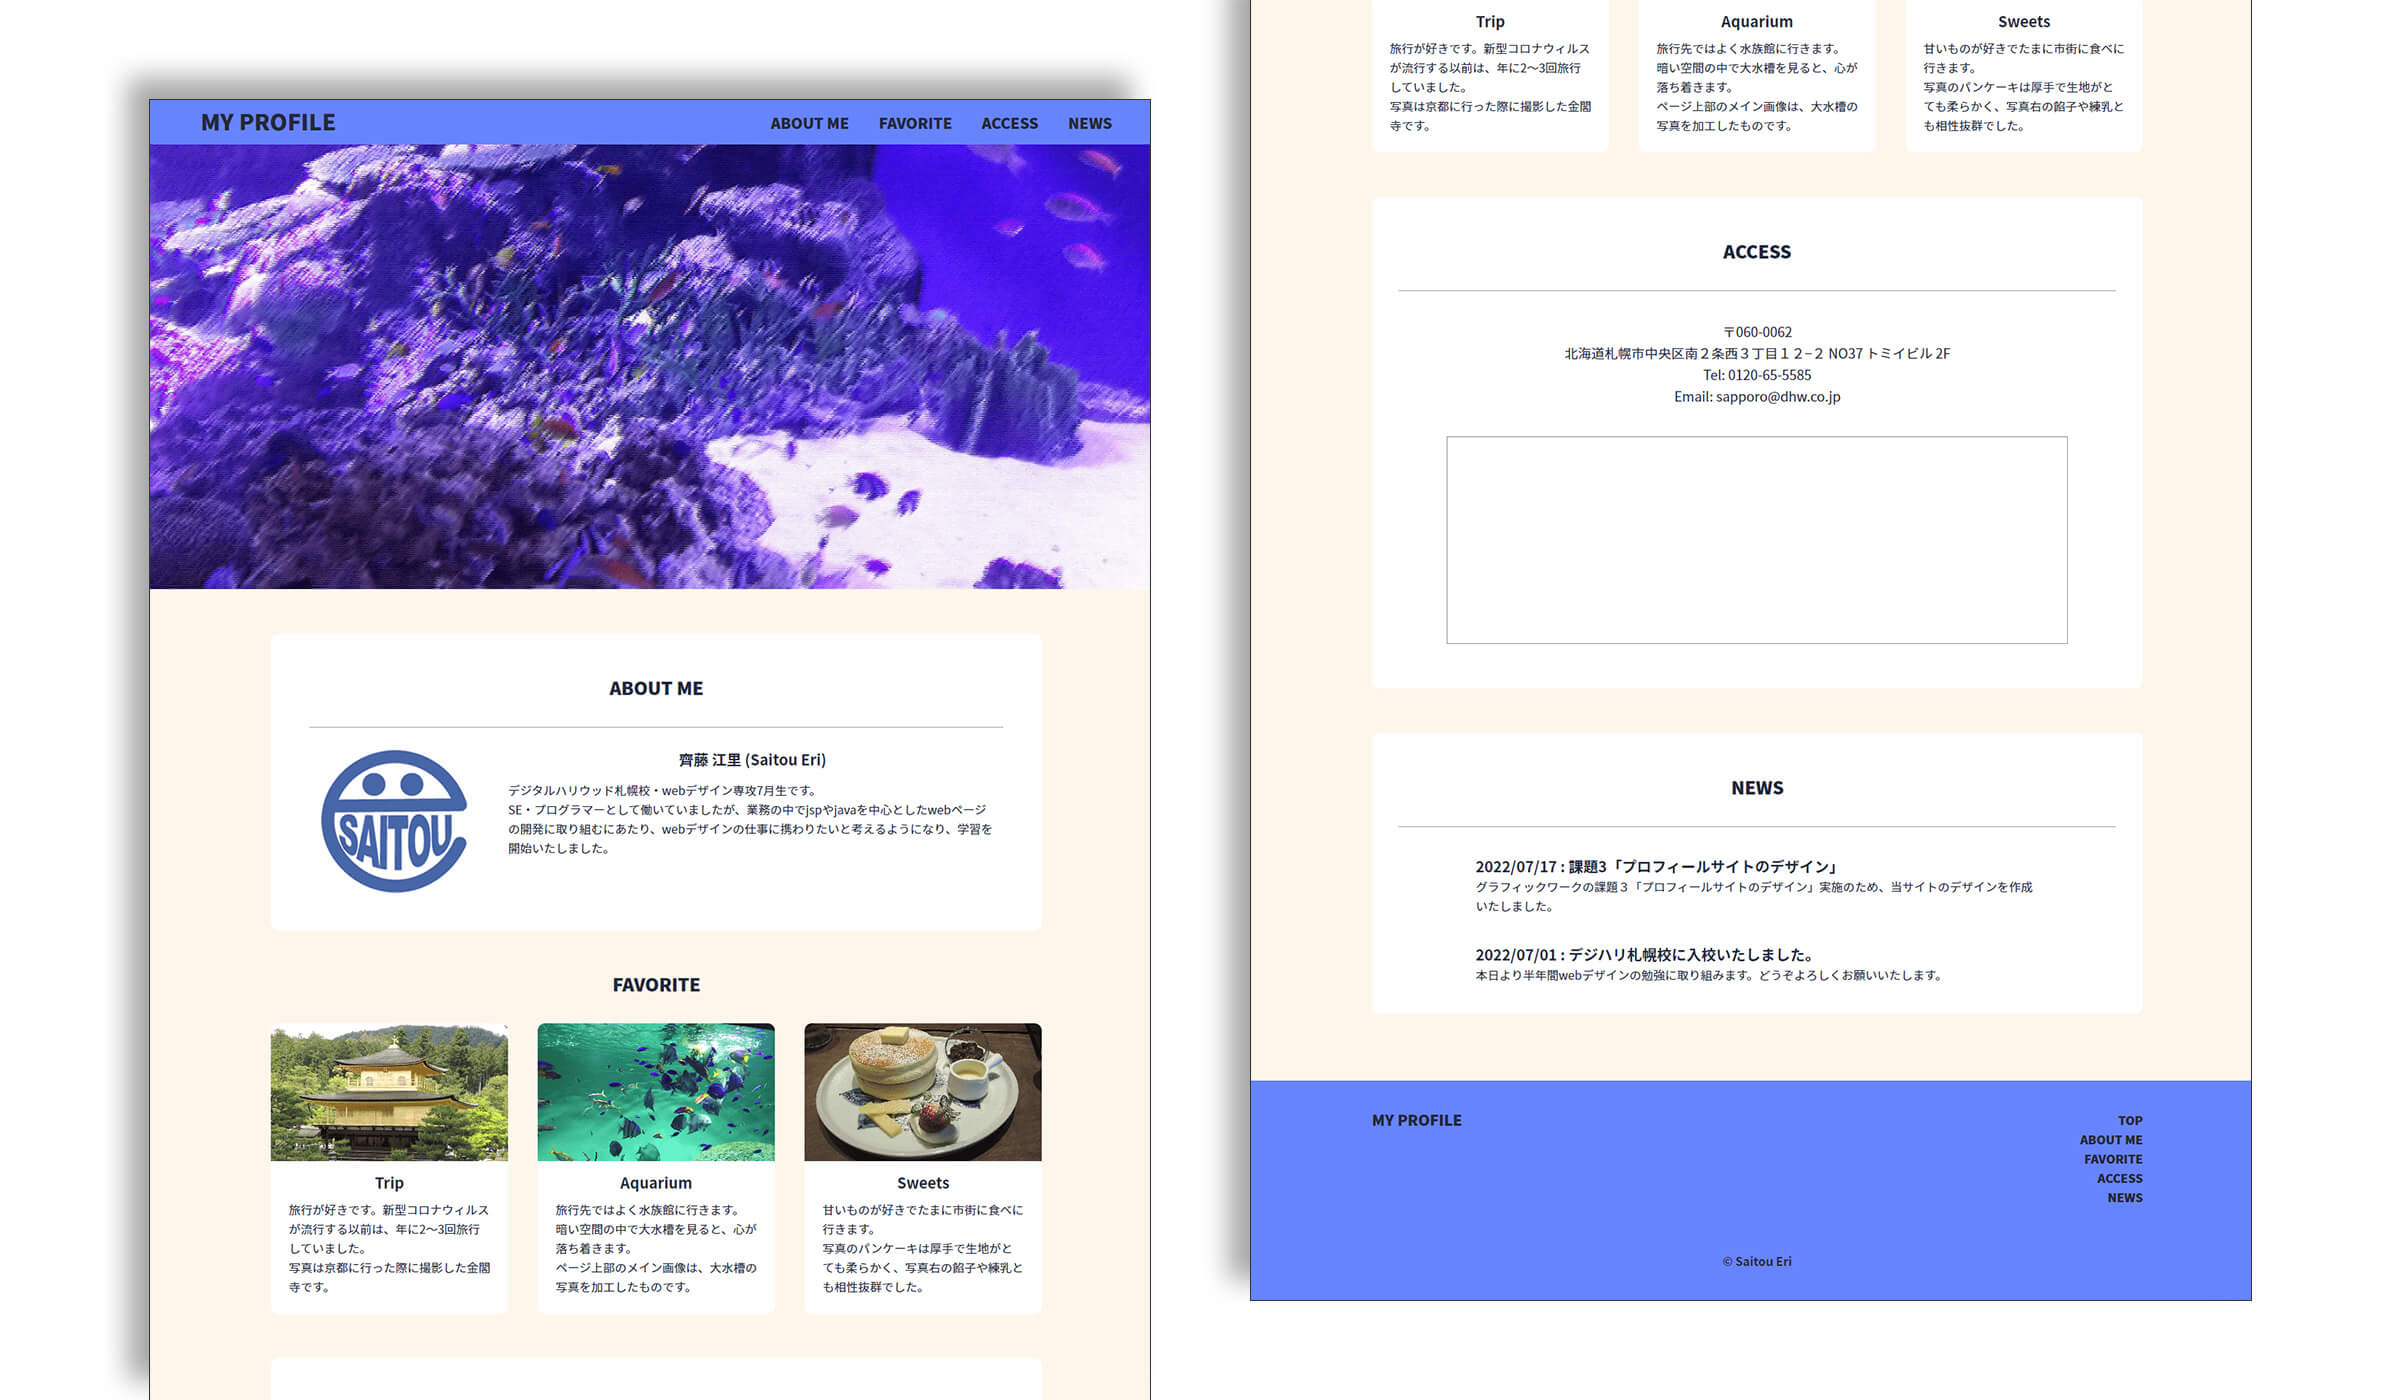 MY PROFILE
ABOUT ME FAVORITE ACCESS NEWS
ABOUT ME
SAITOU
齊藤 江里 (Saitou Eri)
デジタルハリウッド札幌校・webデザイン専攻7月生です。
SE・プログラマーとして働いていましたが、業務の中でjspやjavaを中心としたwebページ
の開発に取り組むにあたり、webデザインの仕事に携わりたいと考えるようになり、学習を
開始いたしました。
FAVORITE
Trip
旅行が好きです。新型コロナウィルス
が流行する以前は、年に2〜3回旅行
していました。
写真は京都に行った際に撮影した金閣
寺です。
Aquarium
旅行先ではよく水族館に行きます。
暗い空間の中で大水槽を見ると、心が
落ち着きます。
ページ上部のメイン画像は、大水槽の
写真を加工したものです。
Sweets
甘いものが好きでたまに市街に食べに
行きます。
写真のパンケーキは厚手で生地がと
ても柔らかく、写真右の餡子や練乳と
も相性抜群でした。
Trip
旅行が好きです。新型コロナウィルス
が流行する以前は、年に2〜3回旅行
していました。
写真は京都に行った際に撮影した金閣
寺です。
Aquarium
旅行先ではよく水族館に行きます。
暗い空間の中で大水槽を見ると、心が
落ち着きます。
ページ上部のメイン画像は、大水槽の
写真を加工したものです。
Sweets
甘いものが好きでたまに市街に食べに
行きます。
写真のパンケーキは厚手で生地がと
ても柔らかく、写真右の餡子や練乳と
も相性抜群でした。
ACCESS
〒060-0062
北海道札幌市中央区南２条西３丁目１２−２ NO37 トミイビル 2F
Tel: 0120-65-5585
Email: sapporo@dhw.co.jp
NEWS
2022/07/17 : 課題3「プロフィールサイトのデザイン」
グラフィックワークの課題３「プロフィールサイトのデザイン」実施のため、当サイトのデザインを作成
いたしました。
2022/07/01 : デジハリ札幌校に入校いたしました。
本日より半年間webデザインの勉強に取り組みます。どうぞよろしくお願いいたします。
MY PROFILE
TOP
ABOUT ME
FAVORITE
ACCESS
NEWS
© Saitou Eri